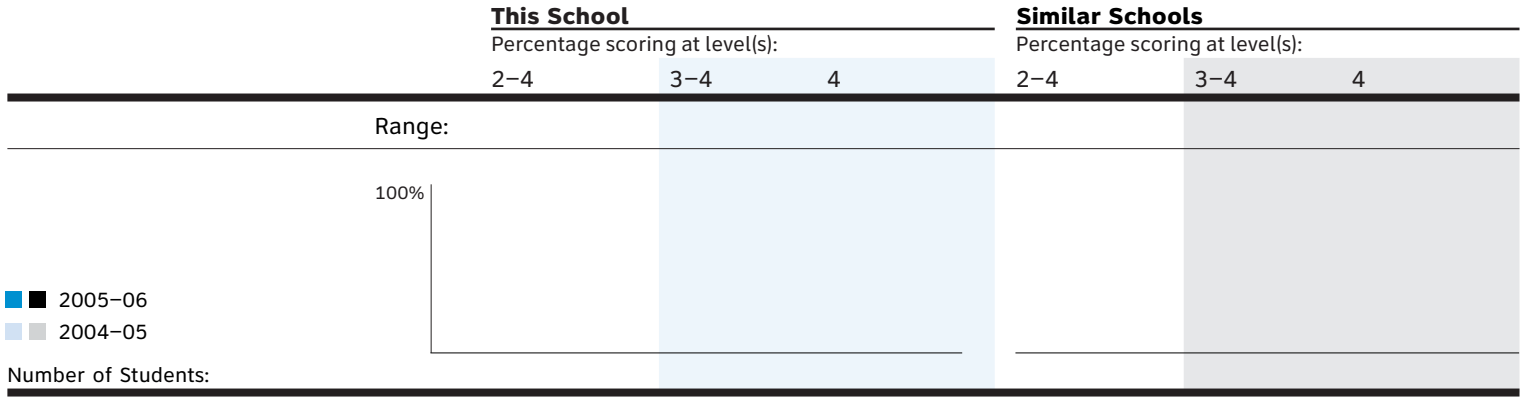 This School Similar Schools
Percentage scoring at level(s): Percentage scoring at level(s):
2–4 3–4 4 2–4 3–4 4
Range:
100%
2005–06
2004–05
Number of Students: